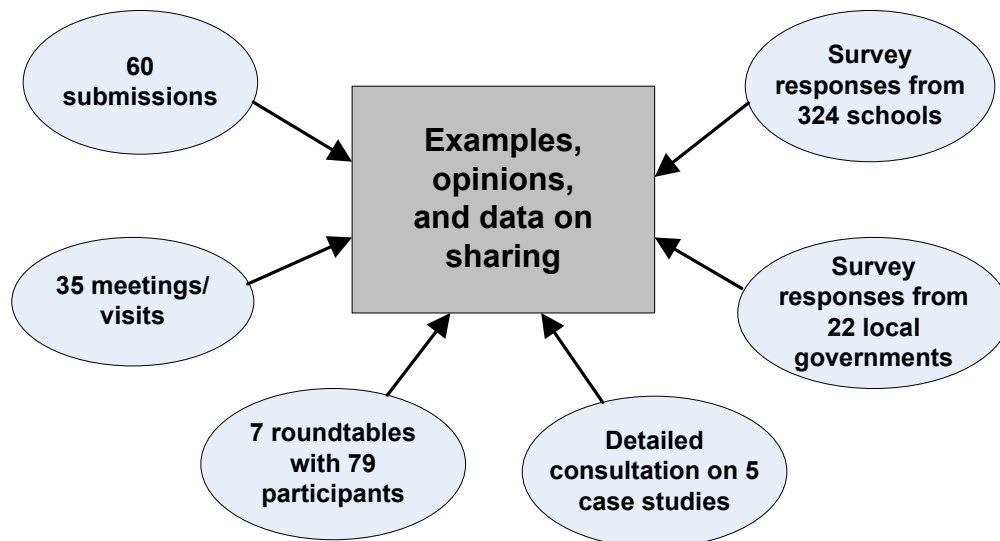 60
submissions
Survey
responses from
324 schools
Examples,
opinions,
and data on
sharing
35 meetings/
visits
Survey
responses from
22 local
governments
7 roundtables
with 79
participants
Detailed
consultation on 5
case studies